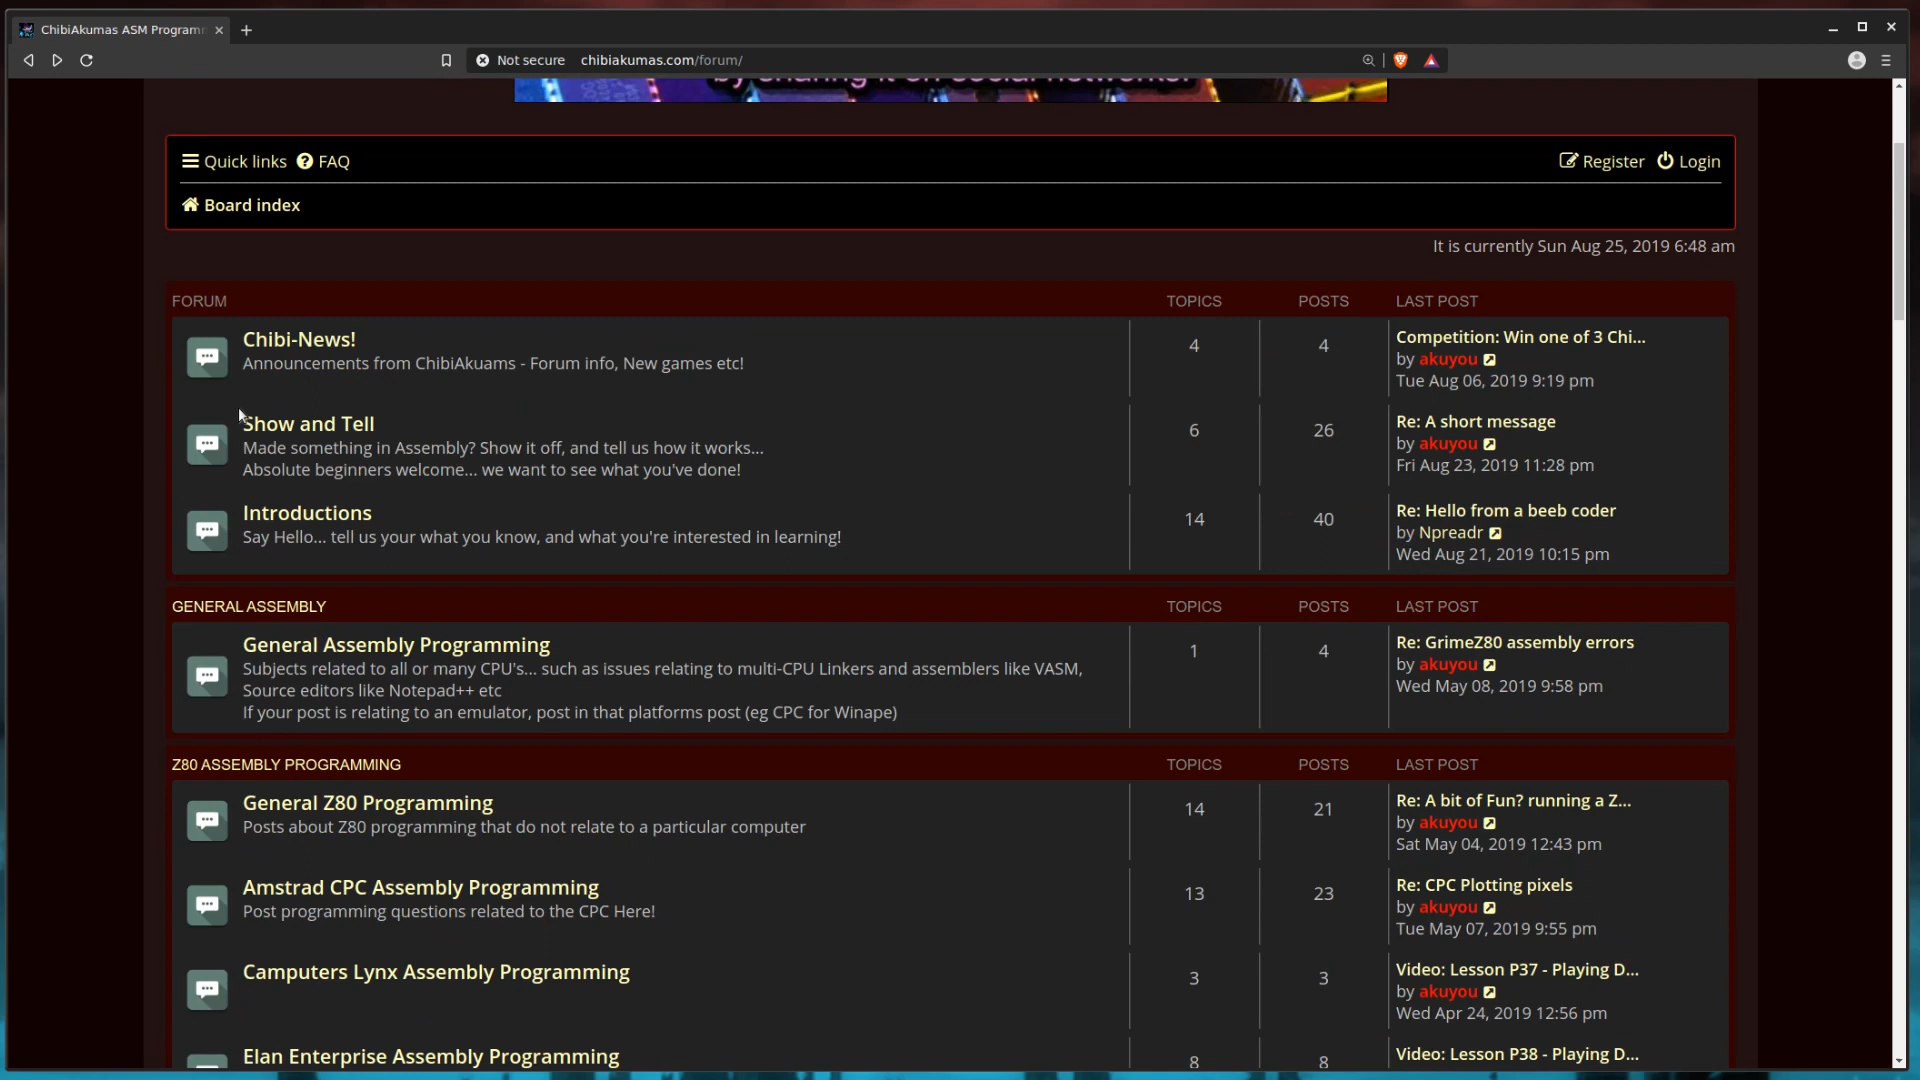 ChibiAkumas ASM Program
Not secure chibiakumas.com/forum/
by sharing it on social networks!
Quick links FAQ Register Login
Board index
It is currently Sun Aug 25, 2019 6:48 am
FORUM TOPICS POSTS LAST POST
Chibi-News! 4 4 Competition: Win one of 3 Chi...
Announcements from ChibiAkuams - Forum info, New games etc! by akuyou
Tue Aug 06, 2019 9:19 pm
Show and Tell 6 26 Re: A short message
Made something in Assembly? Show it off, and tell us how it works... by akuyou
Absolute beginners welcome... we want to see what you've done! Fri Aug 23, 2019 11:28 pm
Introductions 14 40 Re: Hello from a beeb coder
Say Hello... tell us your what you know, and what you're interested in learning! by Npreadr
Wed Aug 21, 2019 10:15 pm
GENERAL ASSEMBLY TOPICS POSTS LAST POST
General Assembly Programming 1 4 Re: GrimeZ80 assembly errors
Subjects related to all or many CPU's... such as issues relating to multi-CPU Linkers and assemblers like VASM, by akuyou
Source editors like Notepad++ etc Wed May 08, 2019 9:58 pm
If your post is relating to an emulator, post in that platforms post (eg CPC for Winape)
Z80 ASSEMBLY PROGRAMMING TOPICS POSTS LAST POST
General Z80 Programming 14 21 Re: A bit of Fun? running a Z...
Posts about Z80 programming that do not relate to a particular computer by akuyou
Sat May 04, 2019 12:43 pm
Amstrad CPC Assembly Programming 13 23 Re: CPC Plotting pixels
Post programming questions related to the CPC Here! by akuyou
Tue May 07, 2019 9:55 pm
Camputers Lynx Assembly Programming 3 3 Video: Lesson P37 - Playing D...
by akuyou
Wed Apr 24, 2019 12:56 pm
Elan Enterprise Assembly Programming 8 8 Video: Lesson P38 - Playing D...